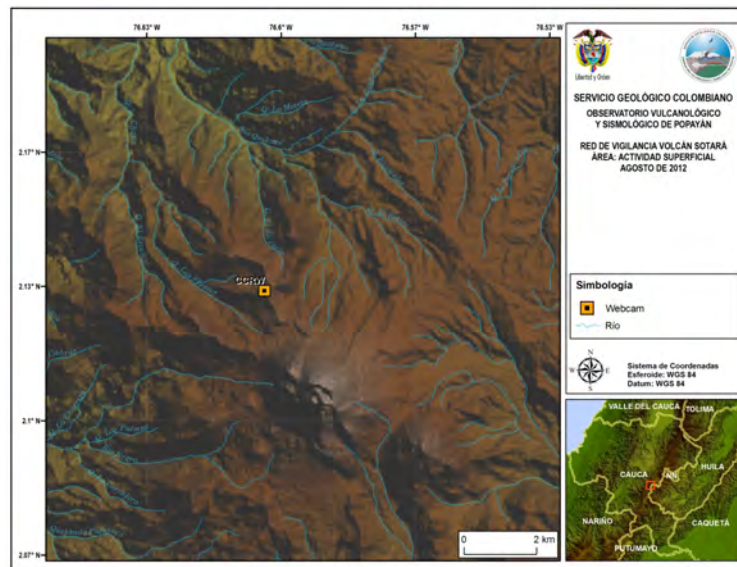 76.63° W
76.6° W
76.57° W
76.53° W
2.17° N
2.13° N
2.1° N
2.07° N
CCRW
0
2 km
Libertad y Orden
SERVICIO GEOLÓGICO COLOMBIANO
OBSERVATORIO VULCANOLÓGICO
Y SISMOLÓGICO DE POPAYÁN
RED DE VIGILANCIA VOLCÁN SOTARÁ
ÁREA: ACTIVIDAD SUPERFICIAL
AGOSTO DE 2012
Simbología
Webcam
Río
N
W
E
S
Sistema de Coordenadas
Esferoide: WGS 84
Datum: WGS 84
VALLE DEL CAUCA
TOLIMA
CAUCA
NN
HUILA
NARIÑO
CAQUETÁ
PUTUMAYO